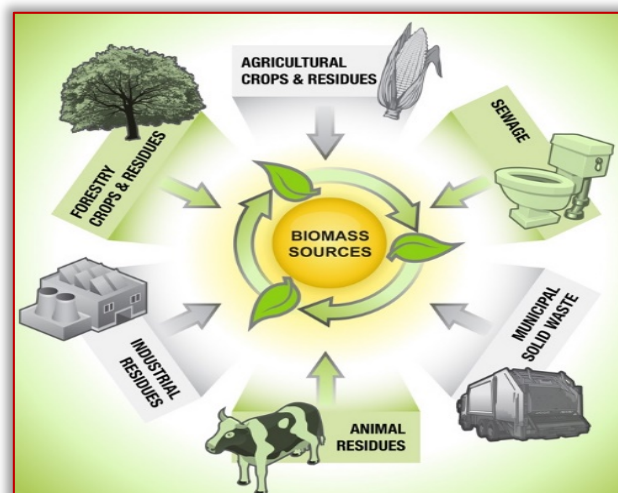 AGRICULTURAL
CROPS & RESIDUES
SEWAGE
FORESTRY
CROPS & RESIDUES
BIOMASS
SOURCES
MUNICIPAL
SOLID WASTE
INDUSTRIAL
RESIDUES
ANIMAL
RESIDUES